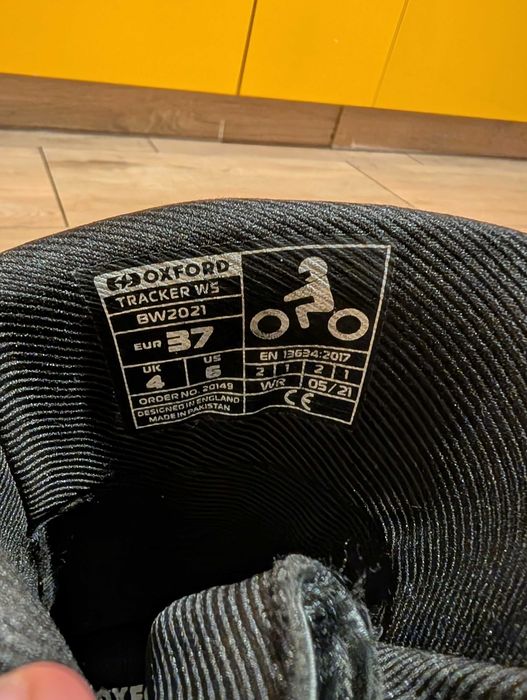 OXFORD
TRACKER WS
BW2021
EUR 37
UK 4
US 6
ORDER NO. 20149
DESIGNED IN ENGLAND
MADE IN PAKISTAN
EN 13634:2017
2 1 2 1
WR 05/21
CE